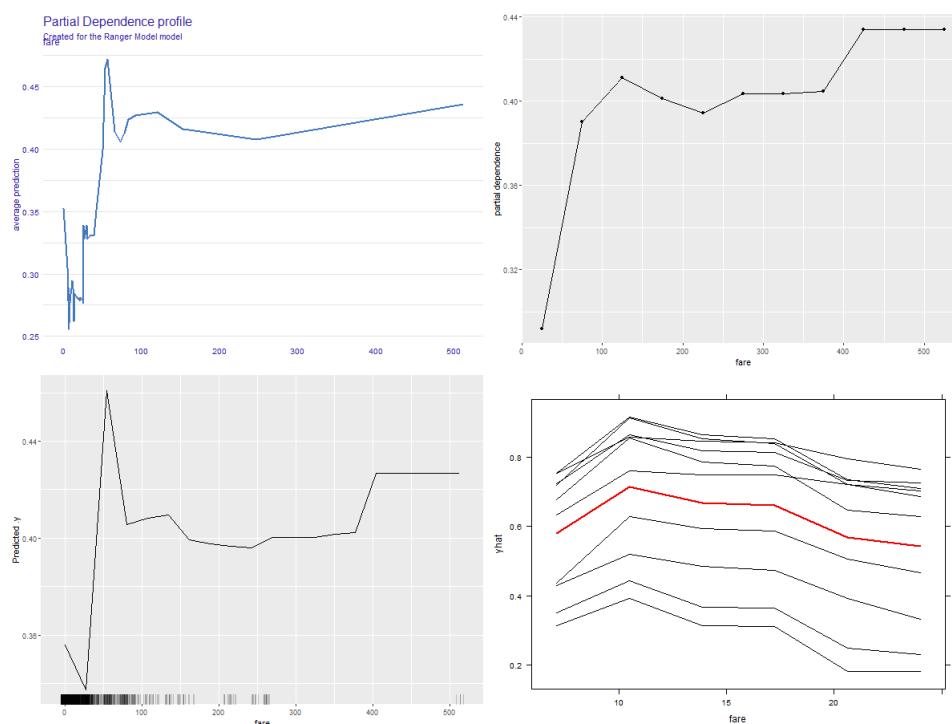 Partial Dependence profile
Created for the Ranger Model model
fare
average prediction
0.45
0.40
0.35
0.30
0.25
0 100 200 300 400 500
partial dependence
0.44
0.40
0.36
0.32
0 100 200 300 400 500
fare
Predicted .y
0.44
0.40
0.38
0 100 200 300 400 500
fare
yhat
0.8
0.6
0.4
0.2
10 15 20
fare